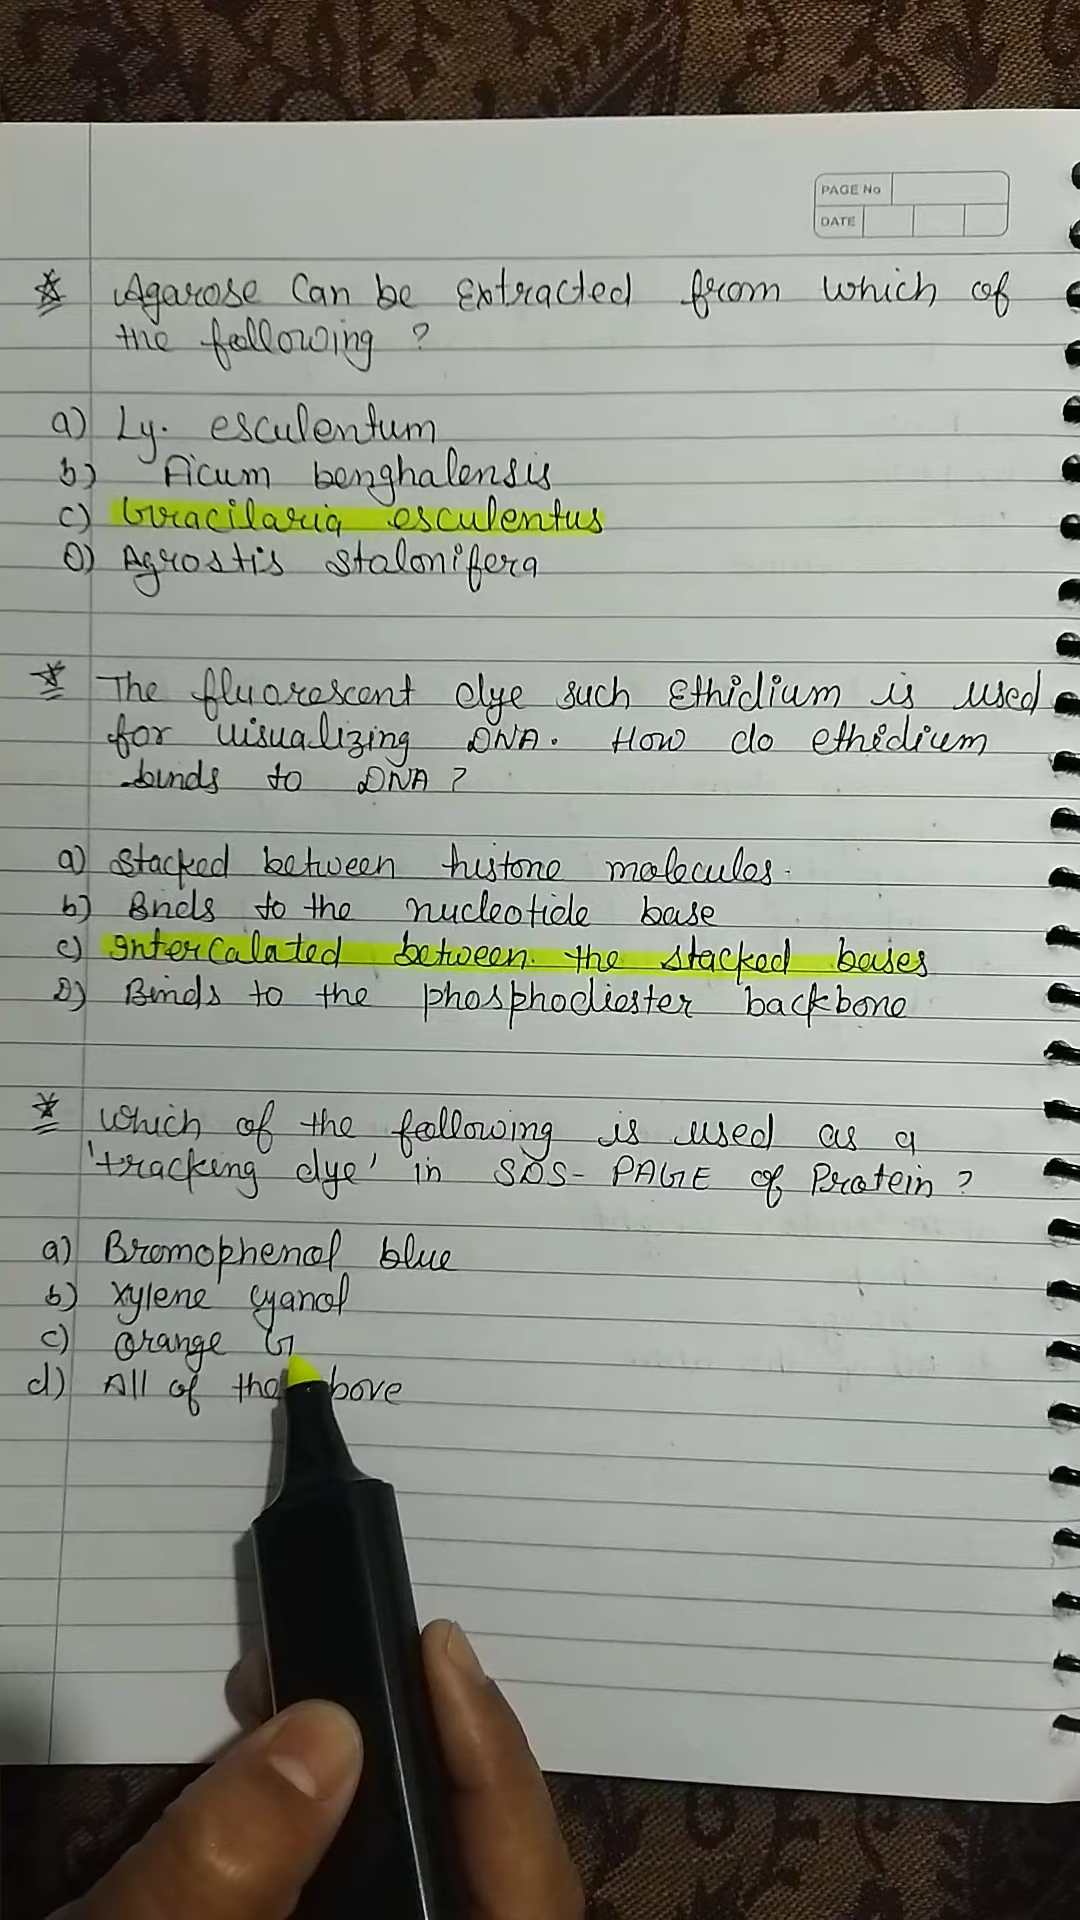 PAGE No
DATE
Agarose Can be Extracted from which of
the following ?
a) Ly. esculentum
b) Ficum benghalensis
c) Gracilaria esculentus
D) Agrostis stalonifera
The fluorescent dye such Ethidium is used
for visualizing DNA. How do ethidium
binds to DNA ?
a) Stacked between histone molecules.
b) Bnds to the nucleotide base
c) Intercalated between the stacked bases
D) Binds to the phosphodiester backbone
Which of the following is used as a
'tracking dye' in SDS- PAGE of Protein ?
a) Bromophenol blue
b) Xylene cyanol
c) Orange G
d) All of the bove